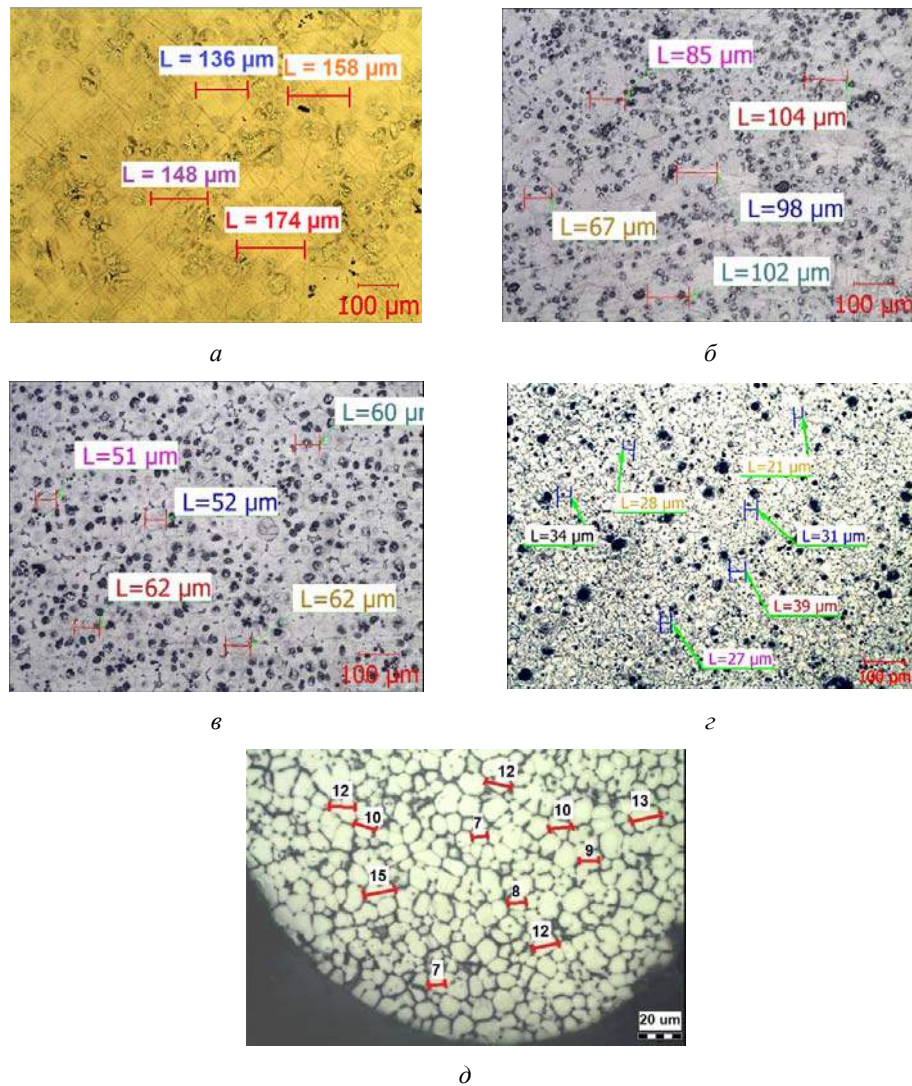 L = 136 µm
L = 158 µm
L = 148 µm
L = 174 µm
100 µm
а
L=85 µm
L=104 µm
L=98 µm
L=67 µm
L=102 µm
100 µm
б
L=60 µm
L=51 µm
L=52 µm
L=62 µm
L=62 µm
100 µm
в
L=21 µm
L=28 µm
L=34 µm
L=31 µm
L=39 µm
L=27 µm
100 µm
г
12
12
10
7
10
13
9
15
8
12
7
20 um
д